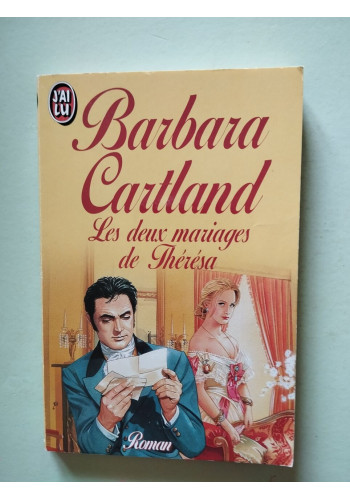 J'AI
LU
Barbara
Cartland
Les deux mariages
de Thérésa
Roman